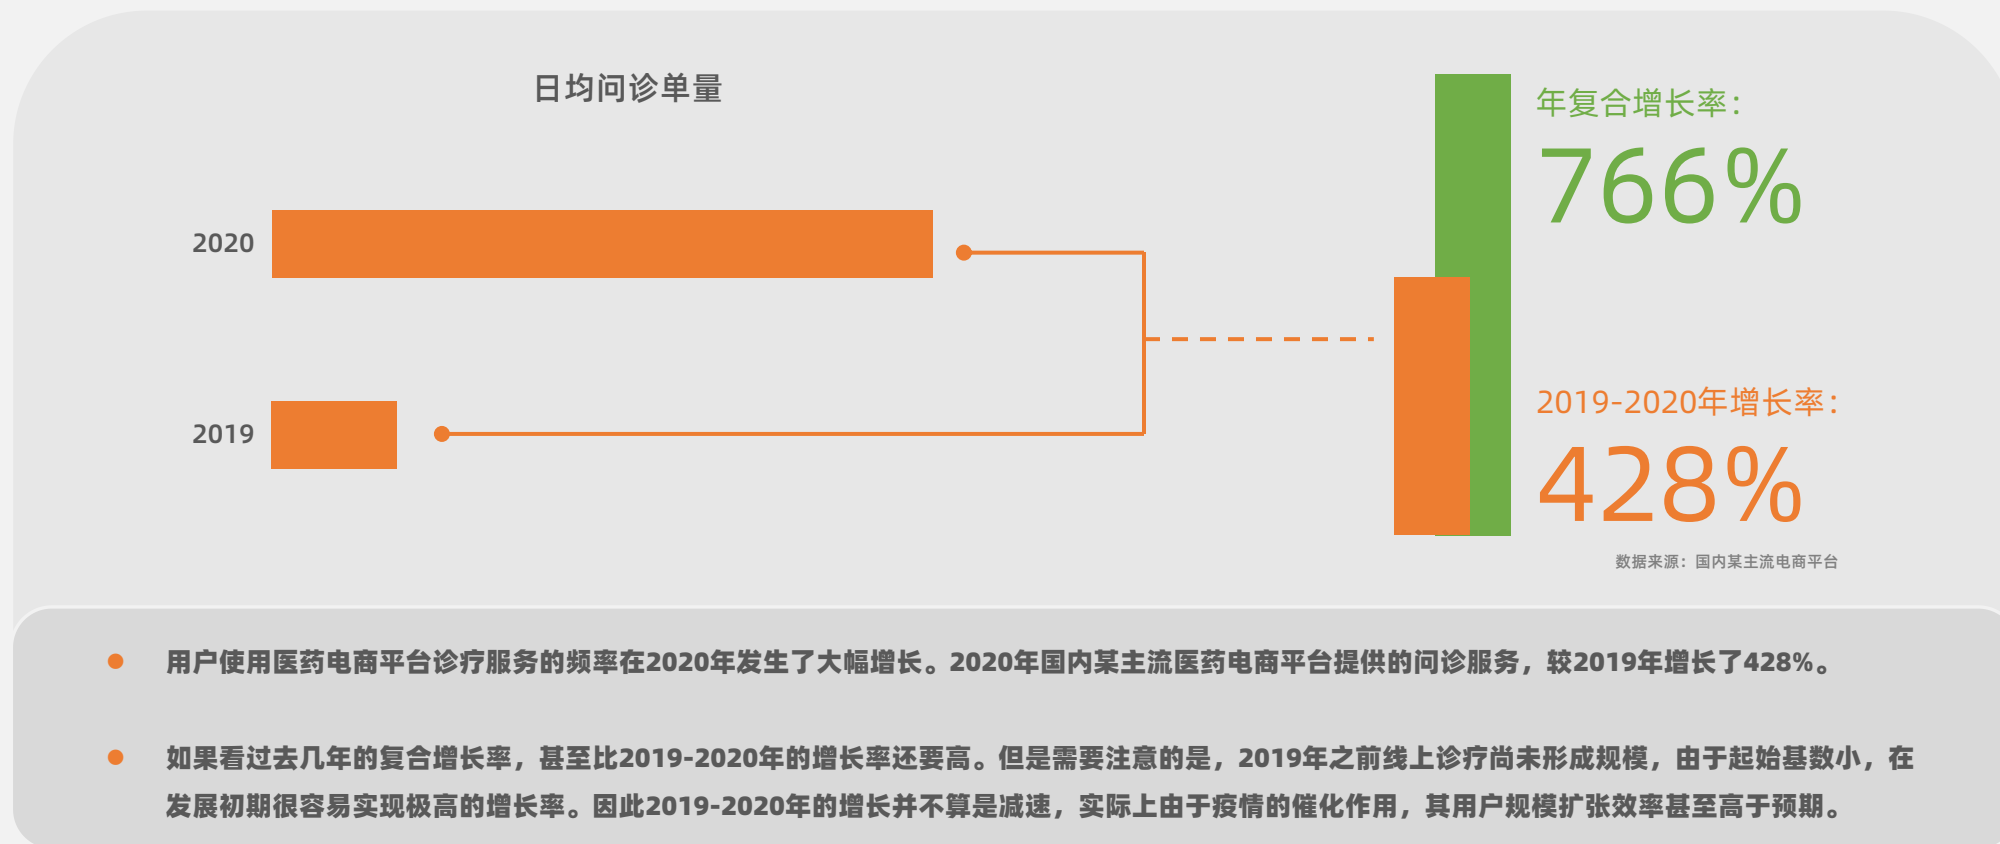 日均问诊单量
年复合增长率：
766%
2020
2019
2019-2020年增长率：
428%
数据来源：国内某主流电商平台
用户使用医药电商平台诊疗服务的频率在2020年发生了大幅增长。2020年国内某主流医药电商平台提供的问诊服务，较2019年增长了428%。
如果看过去几年的复合增长率，甚至比2019-2020年的增长率还要高。但是需要注意的是，2019年之前线上诊疗尚未形成规模，由于起始基数小，在
发展初期很容易实现极高的增长率。因此2019-2020年的增长并不算是减速，实际上由于疫情的催化作用，其用户规模扩张效率甚至高于预期。